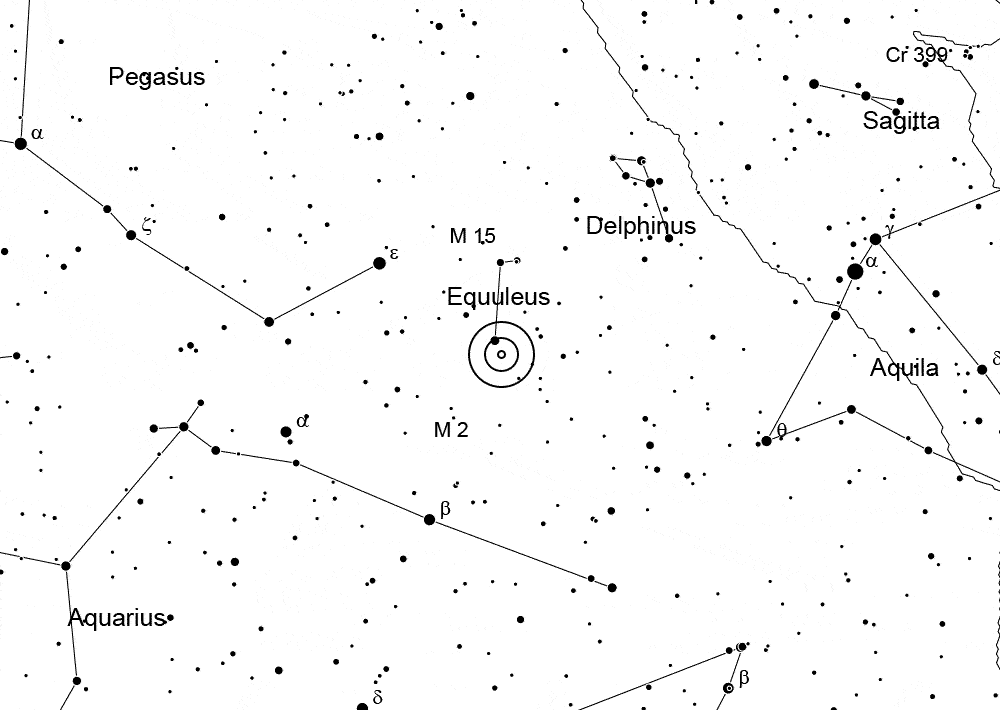 Cr 399
Pegasus
Sagitta
α
ζ
Delphinus
γ
M 15
ε
α
Equuleus
Aquila
δ
α
M 2
θ
β
Aquarius
β
δ